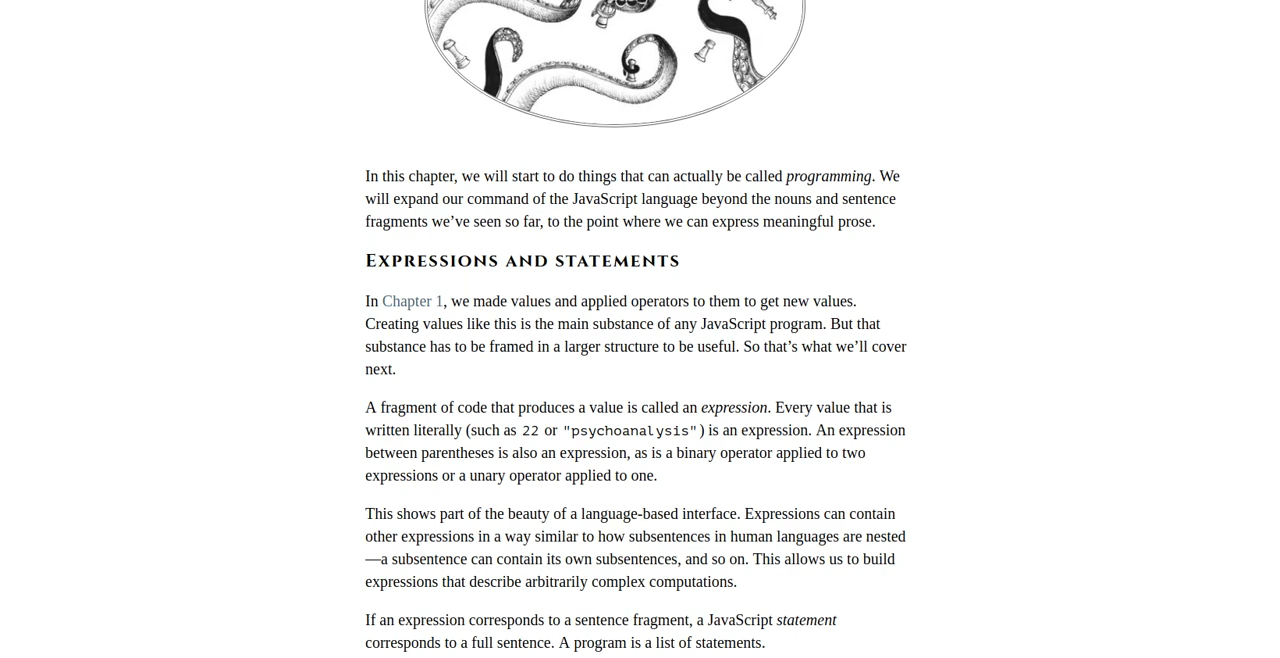 In this chapter, we will start to do things that can actually be called programming. We
will expand our command of the JavaScript language beyond the nouns and sentence
fragments we’ve seen so far, to the point where we can express meaningful prose.
Expressions and statements
In Chapter 1, we made values and applied operators to them to get new values.
Creating values like this is the main substance of any JavaScript program. But that
substance has to be framed in a larger structure to be useful. So that’s what we’ll cover
next.
A fragment of code that produces a value is called an expression. Every value that is
written literally (such as 22 or "psychoanalysis") is an expression. An expression
between parentheses is also an expression, as is a binary operator applied to two
expressions or a unary operator applied to one.
This shows part of the beauty of a language-based interface. Expressions can contain
other expressions in a way similar to how subsentences in human languages are nested
—a subsentence can contain its own subsentences, and so on. This allows us to build
expressions that describe arbitrarily complex computations.
If an expression corresponds to a sentence fragment, a JavaScript statement
corresponds to a full sentence. A program is a list of statements.